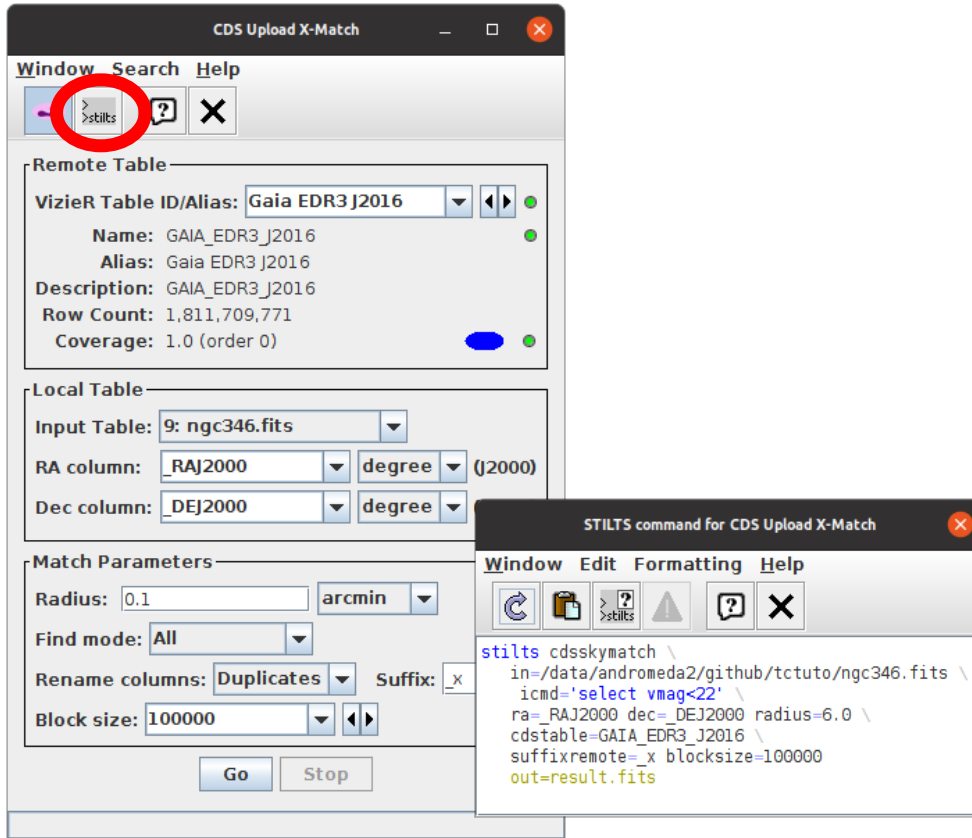 CDS Upload X-Match
Window Search Help
>
>stilts ?
Remote Table
VizieR Table ID/Alias: Gaia EDR3 J2016
Name: GAIA_EDR3_J2016
Alias: Gaia EDR3 J2016
Description: GAIA_EDR3_J2016
Row Count: 1,811,709,771
Coverage: 1.0 (order 0)
Local Table
Input Table: 9: ngc346.fits
RA column: _RAJ2000 degree (J2000)
Dec column: _DEJ2000 degree (
Match Parameters
Radius: 0.1 arcmin
Find mode: All
Rename columns: Duplicates Suffix: _x
Block size: 100000
Go Stop
STILTS command for CDS Upload X-Match
Window Edit Formatting Help
> ?
>stilts ?
stilts cdsskymatch \
in=/data/andromeda2/github/tctuto/ngc346.fits \
icmd='select vmag<22' \
ra=_RAJ2000 dec=_DEJ2000 radius=6.0 \
cdstable=GAIA_EDR3_J2016 \
suffixremote=_x blocksize=100000
out=result.fits